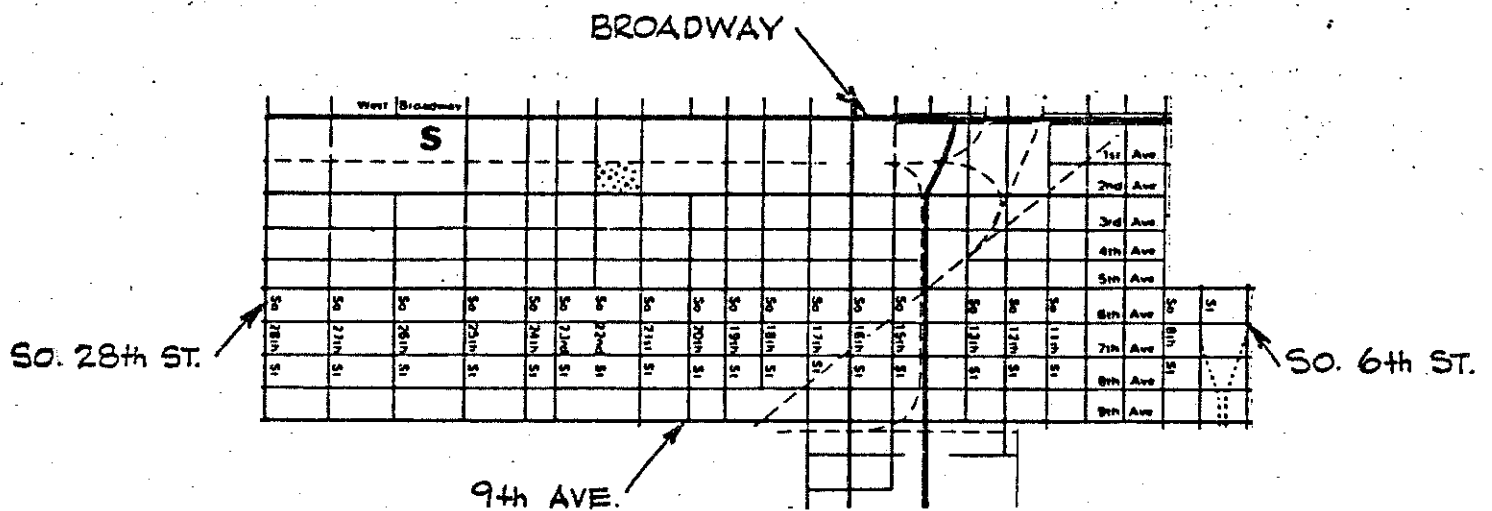 BROADWAY
West Broadway
S
1st Ave
2nd Ave
3rd Ave
4th Ave
5th Ave
6th Ave
7th Ave
8th Ave
9th Ave
So 28th St
So 27th St
So 26th St
So 25th St
So 24th St
So 23rd St
So 22nd St
So 21st St
So 20th St
So 19th St
So 18th St
So 17th St
So 16th St
So 15th St
So 13th St
So 12th St
So 11th St
So 8th St
St
SO. 28th ST.
SO. 6th ST.
9th AVE.